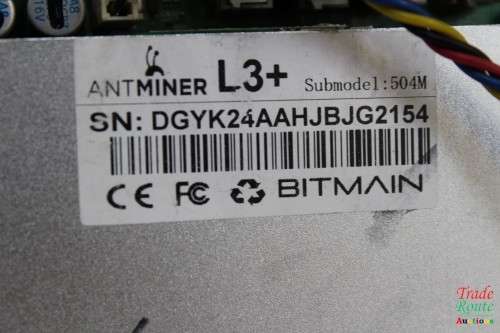 ANTMINER L3+ Submodel:504M
SN: DGYK24AAHJBJG2154
CE FC BITMAIN
Trade
Route
Auctions